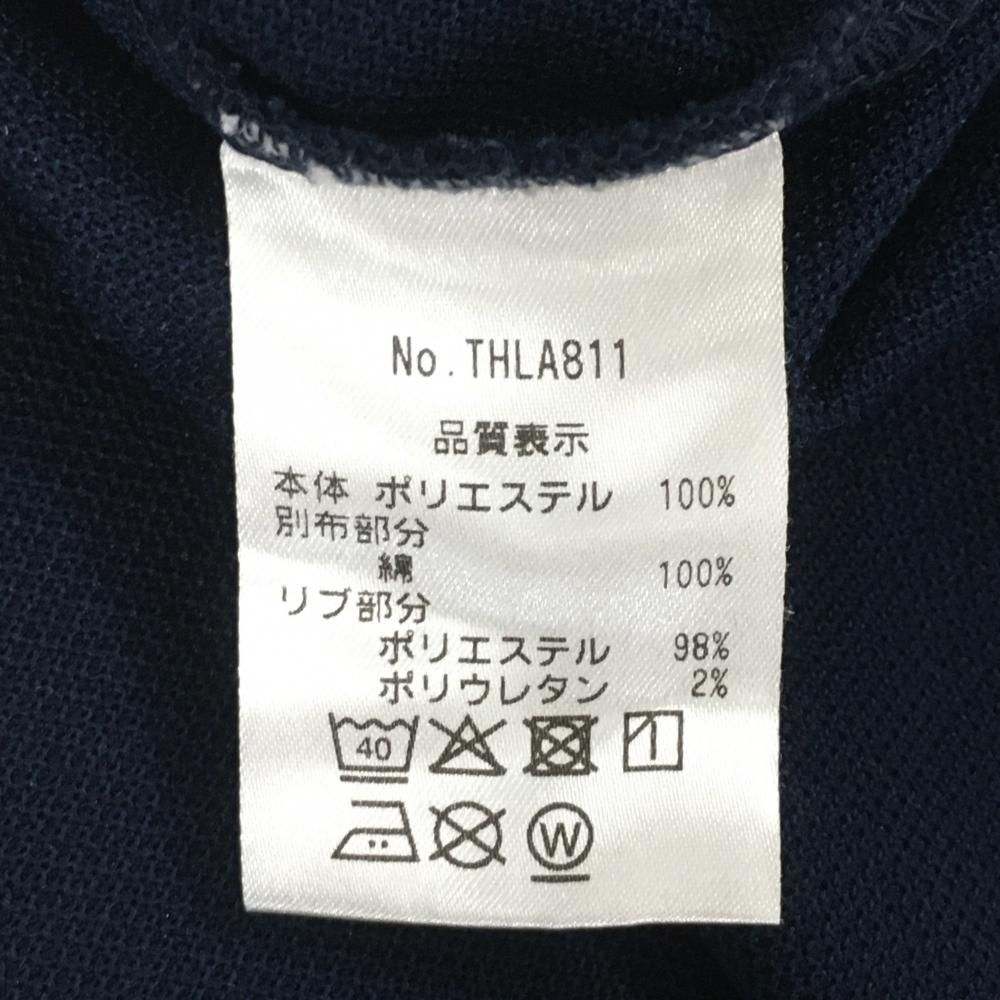 No.THLA811
品質表示
本体 ポリエステル 100%
別布部分
綿 100%
リブ部分
ポリエステル 98%
ポリウレタン 2%
40
W